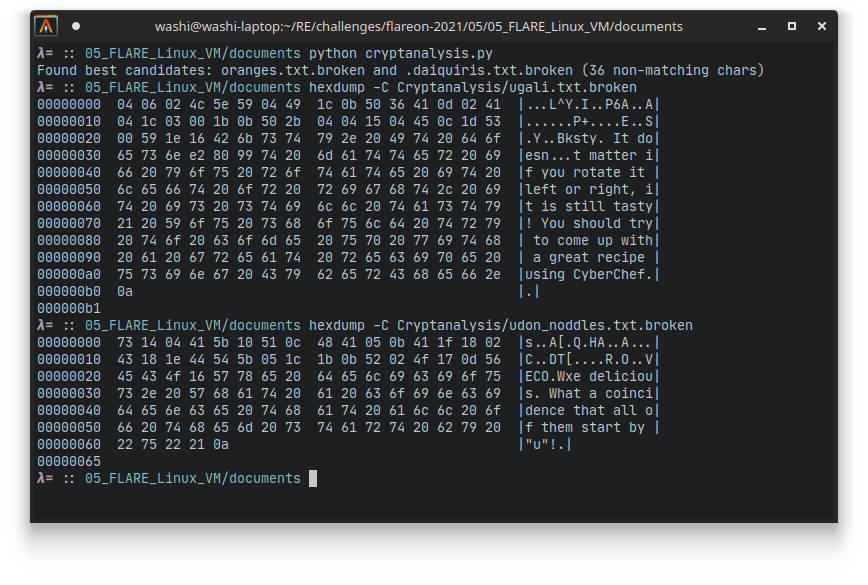 washi@washi-laptop:~/RE/challenges/flareon-2021/05/05_FLARE_Linux_VM/documents
λ= :: 05_FLARE_Linux_VM/documents python cryptanalysis.py
Found best candidates: oranges.txt.broken and .daiquiris.txt.broken (36 non-matching chars)
λ= :: 05_FLARE_Linux_VM/documents hexdump -C Cryptanalysis/ugali.txt.broken
00000000  04 06 02 4c 5e 59 04 49  1c 0b 50 36 41 0d 02 41  |...L^Y.I..P6A..A|
00000010  04 1c 03 00 1b 0b 50 2b  04 04 15 04 45 0c 1d 53  |......P+....E..S|
00000020  00 59 1e 16 42 6b 73 74  79 2e 20 49 74 20 64 6f  |.Y..Bksty. It do|
00000030  65 73 6e e2 80 99 74 20  6d 61 74 74 65 72 20 69  |esn...t matter i|
00000040  66 20 79 6f 75 20 72 6f  74 61 74 65 20 69 74 20  |f you rotate it |
00000050  6c 65 66 74 20 6f 72 20  72 69 67 68 74 2c 20 69  |left or right, i|
00000060  74 20 69 73 20 73 74 69  6c 6c 20 74 61 73 74 79  |t is still tasty|
00000070  21 20 59 6f 75 20 73 68  6f 75 6c 64 20 74 72 79  |! You should try|
00000080  20 74 6f 20 63 6f 6d 65  20 75 70 20 77 69 74 68  | to come up with|
00000090  20 61 20 67 72 65 61 74  20 72 65 63 69 70 65 20  | a great recipe |
000000a0  75 73 69 6e 67 20 43 79  62 65 72 43 68 65 66 2e  |using CyberChef.|
000000b0  0a                                                |.|
000000b1
λ= :: 05_FLARE_Linux_VM/documents hexdump -C Cryptanalysis/udon_noddles.txt.broken
00000000  73 14 04 41 5b 10 51 0c  48 41 05 0b 41 1f 18 02  |s..A[.Q.HA..A...|
00000010  43 18 1e 44 54 5b 05 1c  1b 0b 52 02 4f 17 0d 56  |C..DT[....R.O..V|
00000020  45 43 4f 16 57 78 65 20  64 65 6c 69 63 69 6f 75  |ECO.Wxe deliciou|
00000030  73 2e 20 57 68 61 74 20  61 20 63 6f 69 6e 63 69  |s. What a coinci|
00000040  64 65 6e 63 65 20 74 68  61 74 20 61 6c 6c 20 6f  |dence that all o|
00000050  66 20 74 68 65 6d 20 73  74 61 72 74 20 62 79 20  |f them start by |
00000060  22 75 22 21 0a                                    |"u"!.|
00000065
λ= :: 05_FLARE_Linux_VM/documents